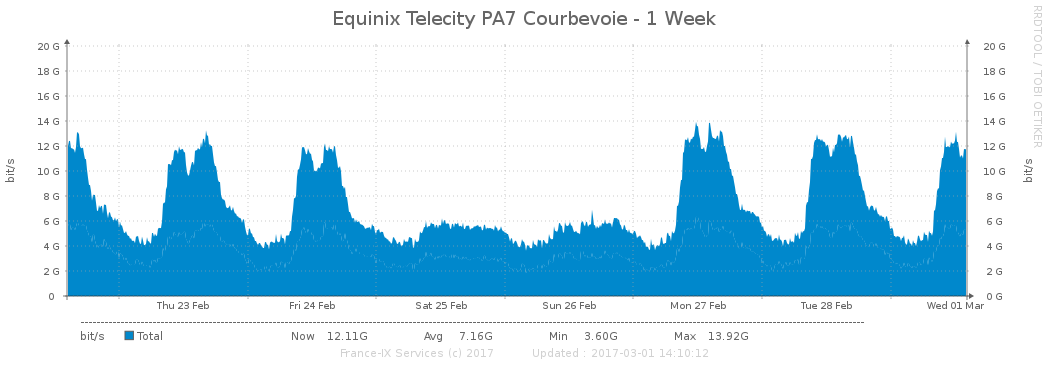 Equinix Telecity PA7 Courbevoie - 1 Week
RRDTOOL / TOBI OETIKER
bit/s
20 G 20 G
18 G 18 G
16 G 16 G
14 G 14 G
12 G 12 G
10 G 10 G
8 G 8 G
6 G 6 G
4 G 4 G
2 G 2 G
0 0 G
bit/s
Thu 23 Feb Fri 24 Feb Sat 25 Feb Sun 26 Feb Mon 27 Feb Tue 28 Feb Wed 01 Mar
bit/s Total Now 12.11G Avg 7.16G Min 3.60G Max 13.92G
France-IX Services (c) 2017 Updated : 2017-03-01 14:10:12